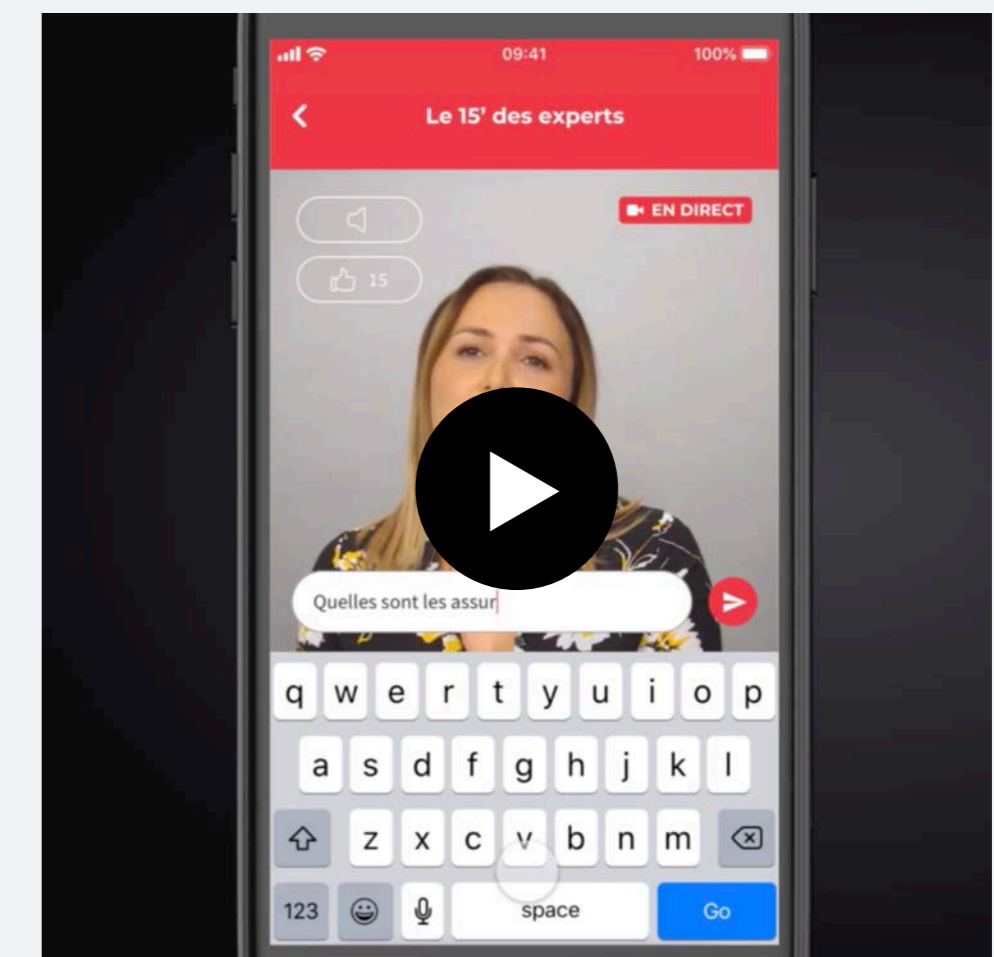 09:41
100%
Le 15' des experts
EN DIRECT
15
Quelles sont les assur
q w e r t y u i o p
a s d f g h j k l
z x c v b n m
123 space Go